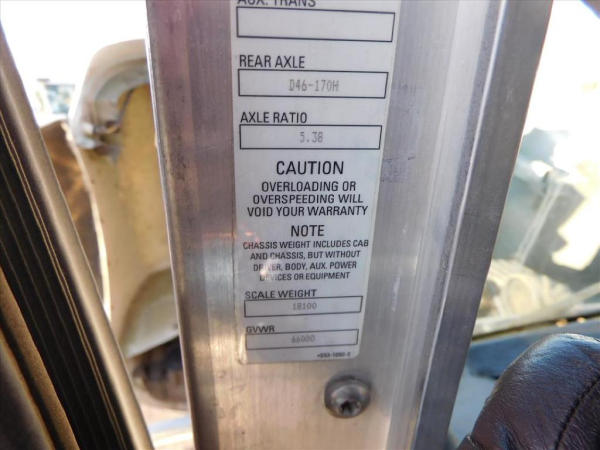 AUX. TRANS
REAR AXLE
D46-170H
AXLE RATIO
5.38
CAUTION
OVERLOADING OR
OVERSPEEDING WILL
VOID YOUR WARRANTY
NOTE
CHASSIS WEIGHT INCLUDES CAB
AND CHASSIS, BUT WITHOUT
DRIVER, BODY, AUX. POWER
DEVICES OR EQUIPMENT
SCALE WEIGHT
18100
GVWR
66000